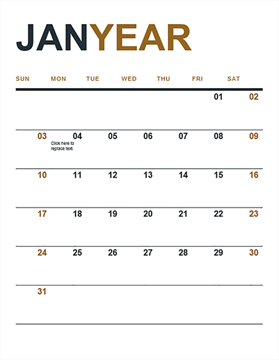 JANYEAR
SUN MON TUE WED THU FRI SAT
01 02
03 04 05 06 07 08 09
Click here to
replace text.
10 11 12 13 14 15 16
17 18 19 20 21 22 23
24 25 26 27 28 29 30
31